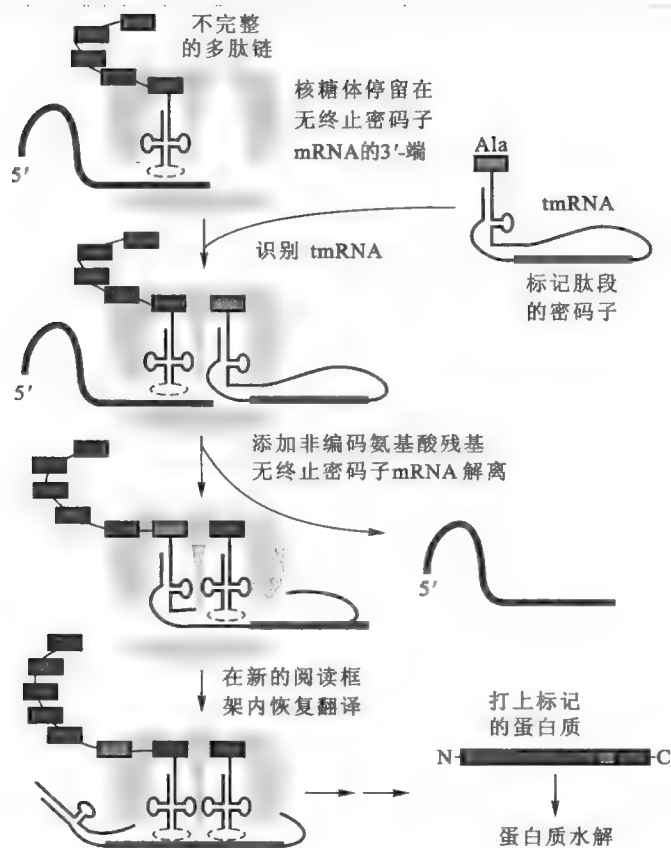 不完整
的多肽链
核糖体停留在
无终止密码子
mRNA的3′-端
5′
Ala
tmRNA
识别 tmRNA
标记肽段
的密码子
5′
添加非编码氨基酸残基
无终止密码子mRNA 解离
5′
在新的阅读框
架内恢复翻译
打上标记
的蛋白质
N
C
蛋白质水解